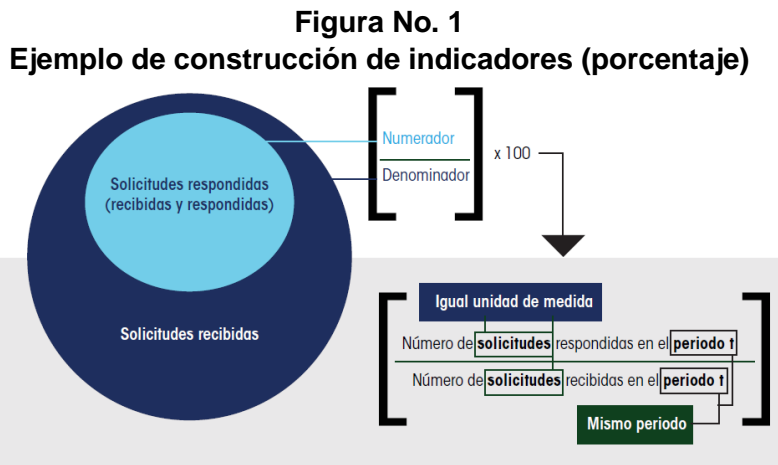 Figura No. 1
Ejemplo de construcción de indicadores (porcentaje)
Solicitudes respondidas
(recibidas y respondidas)
Solicitudes recibidas
Numerador
Denominador
x 100
Igual unidad de medida
Número de solicitudes respondidas en el periodo t
Número de solicitudes recibidas en el periodo t
Mismo periodo